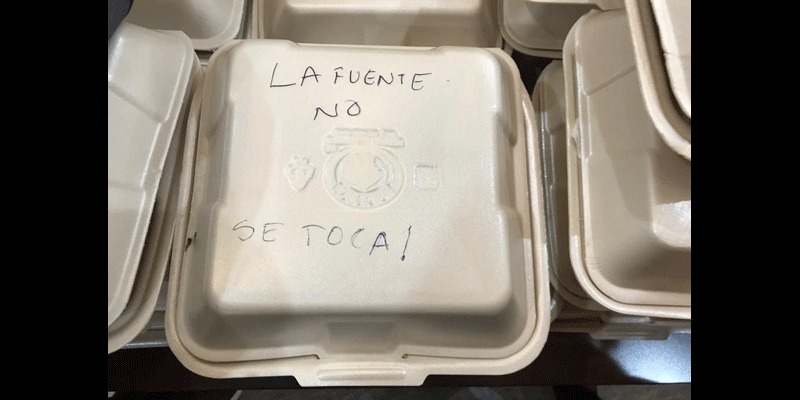 LA FUENTE
NO
SE TOCA!